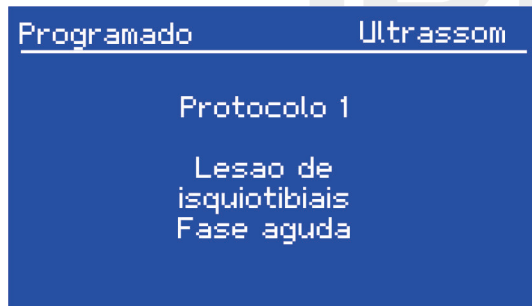 Programado Ultrassom
Protocolo 1
Lesao de
isquiotibiais
Fase aguda